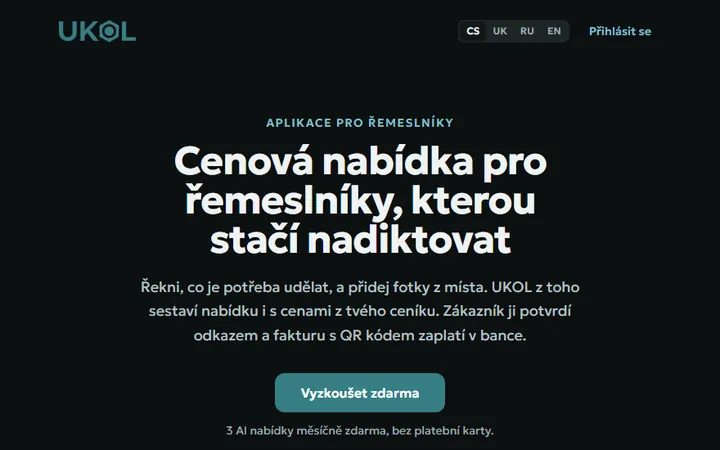 UKOL
CS UK RU EN
Přihlásit se
APLIKACE PRO ŘEMESLNÍKY
Cenová nabídka pro
řemeslníky, kterou
stačí nadiktovat
Řekni, co je potřeba udělat, a přidej fotky z místa. UKOL z toho
sestaví nabídku i s cenami z tvého ceníku. Zákazník ji potvrdí
odkazem a fakturu s QR kódem zaplatí v bance.
Vyzkoušet zdarma
3 AI nabídky měsíčně zdarma, bez platební karty.